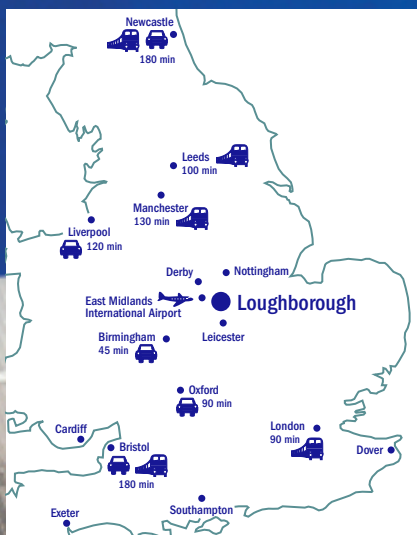 Newcastle
180 min
Leeds
100 min
Manchester
130 min
Liverpool
120 min
Derby
Nottingham
East Midlands
International Airport
Loughborough
Birmingham
45 min
Leicester
Oxford
90 min
London
90 min
Cardiff
Bristol
180 min
Dover
Southampton
Exeter